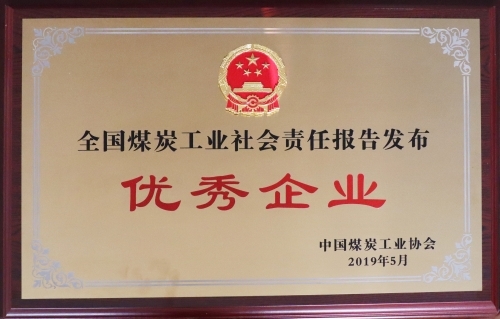 全国煤炭工业社会责任报告发布
优秀企业
中国煤炭工业协会
2019年5月